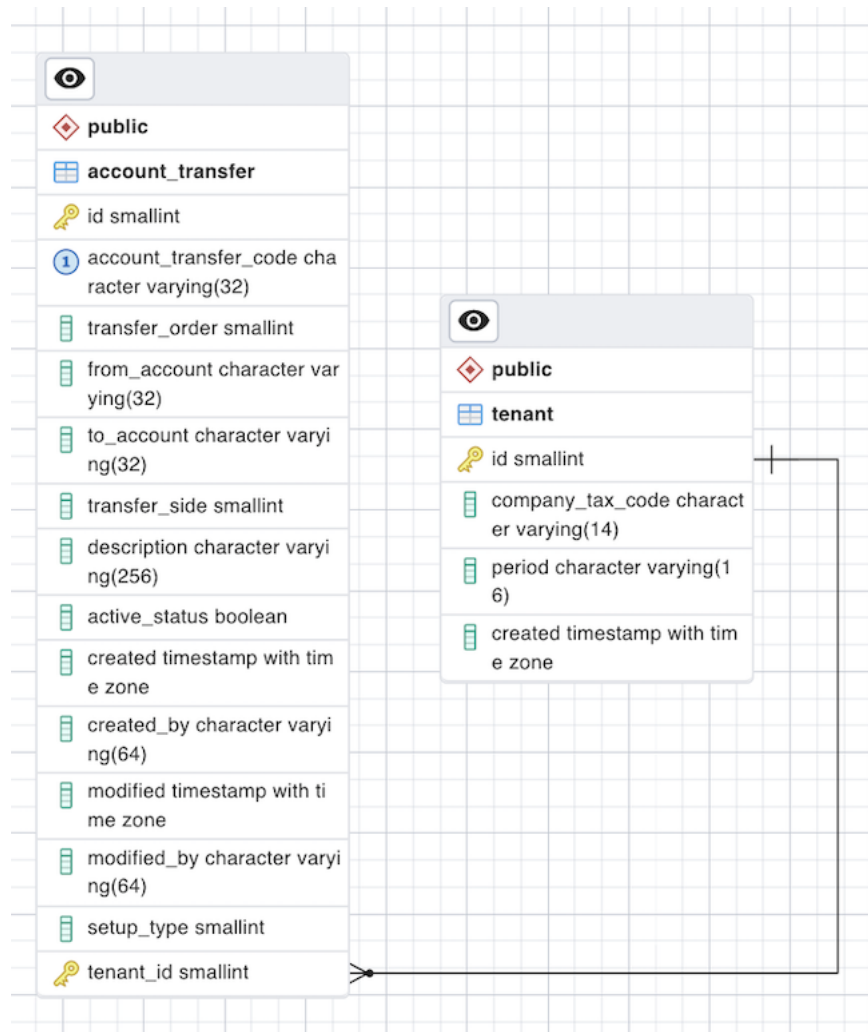 public
account_transfer
id smallint
1
account_transfer_code cha
racter varying(32)
transfer_order smallint
from_account character var
ying(32)
to_account character varyi
ng(32)
transfer_side smallint
description character varyi
ng(256)
active_status boolean
created timestamp with tim
e zone
created_by character varyi
ng(64)
modified timestamp with ti
me zone
modified_by character varyi
ng(64)
setup_type smallint
tenant_id smallint
public
tenant
id smallint
company_tax_code charact
er varying(14)
period character varying(1
6)
created timestamp with tim
e zone